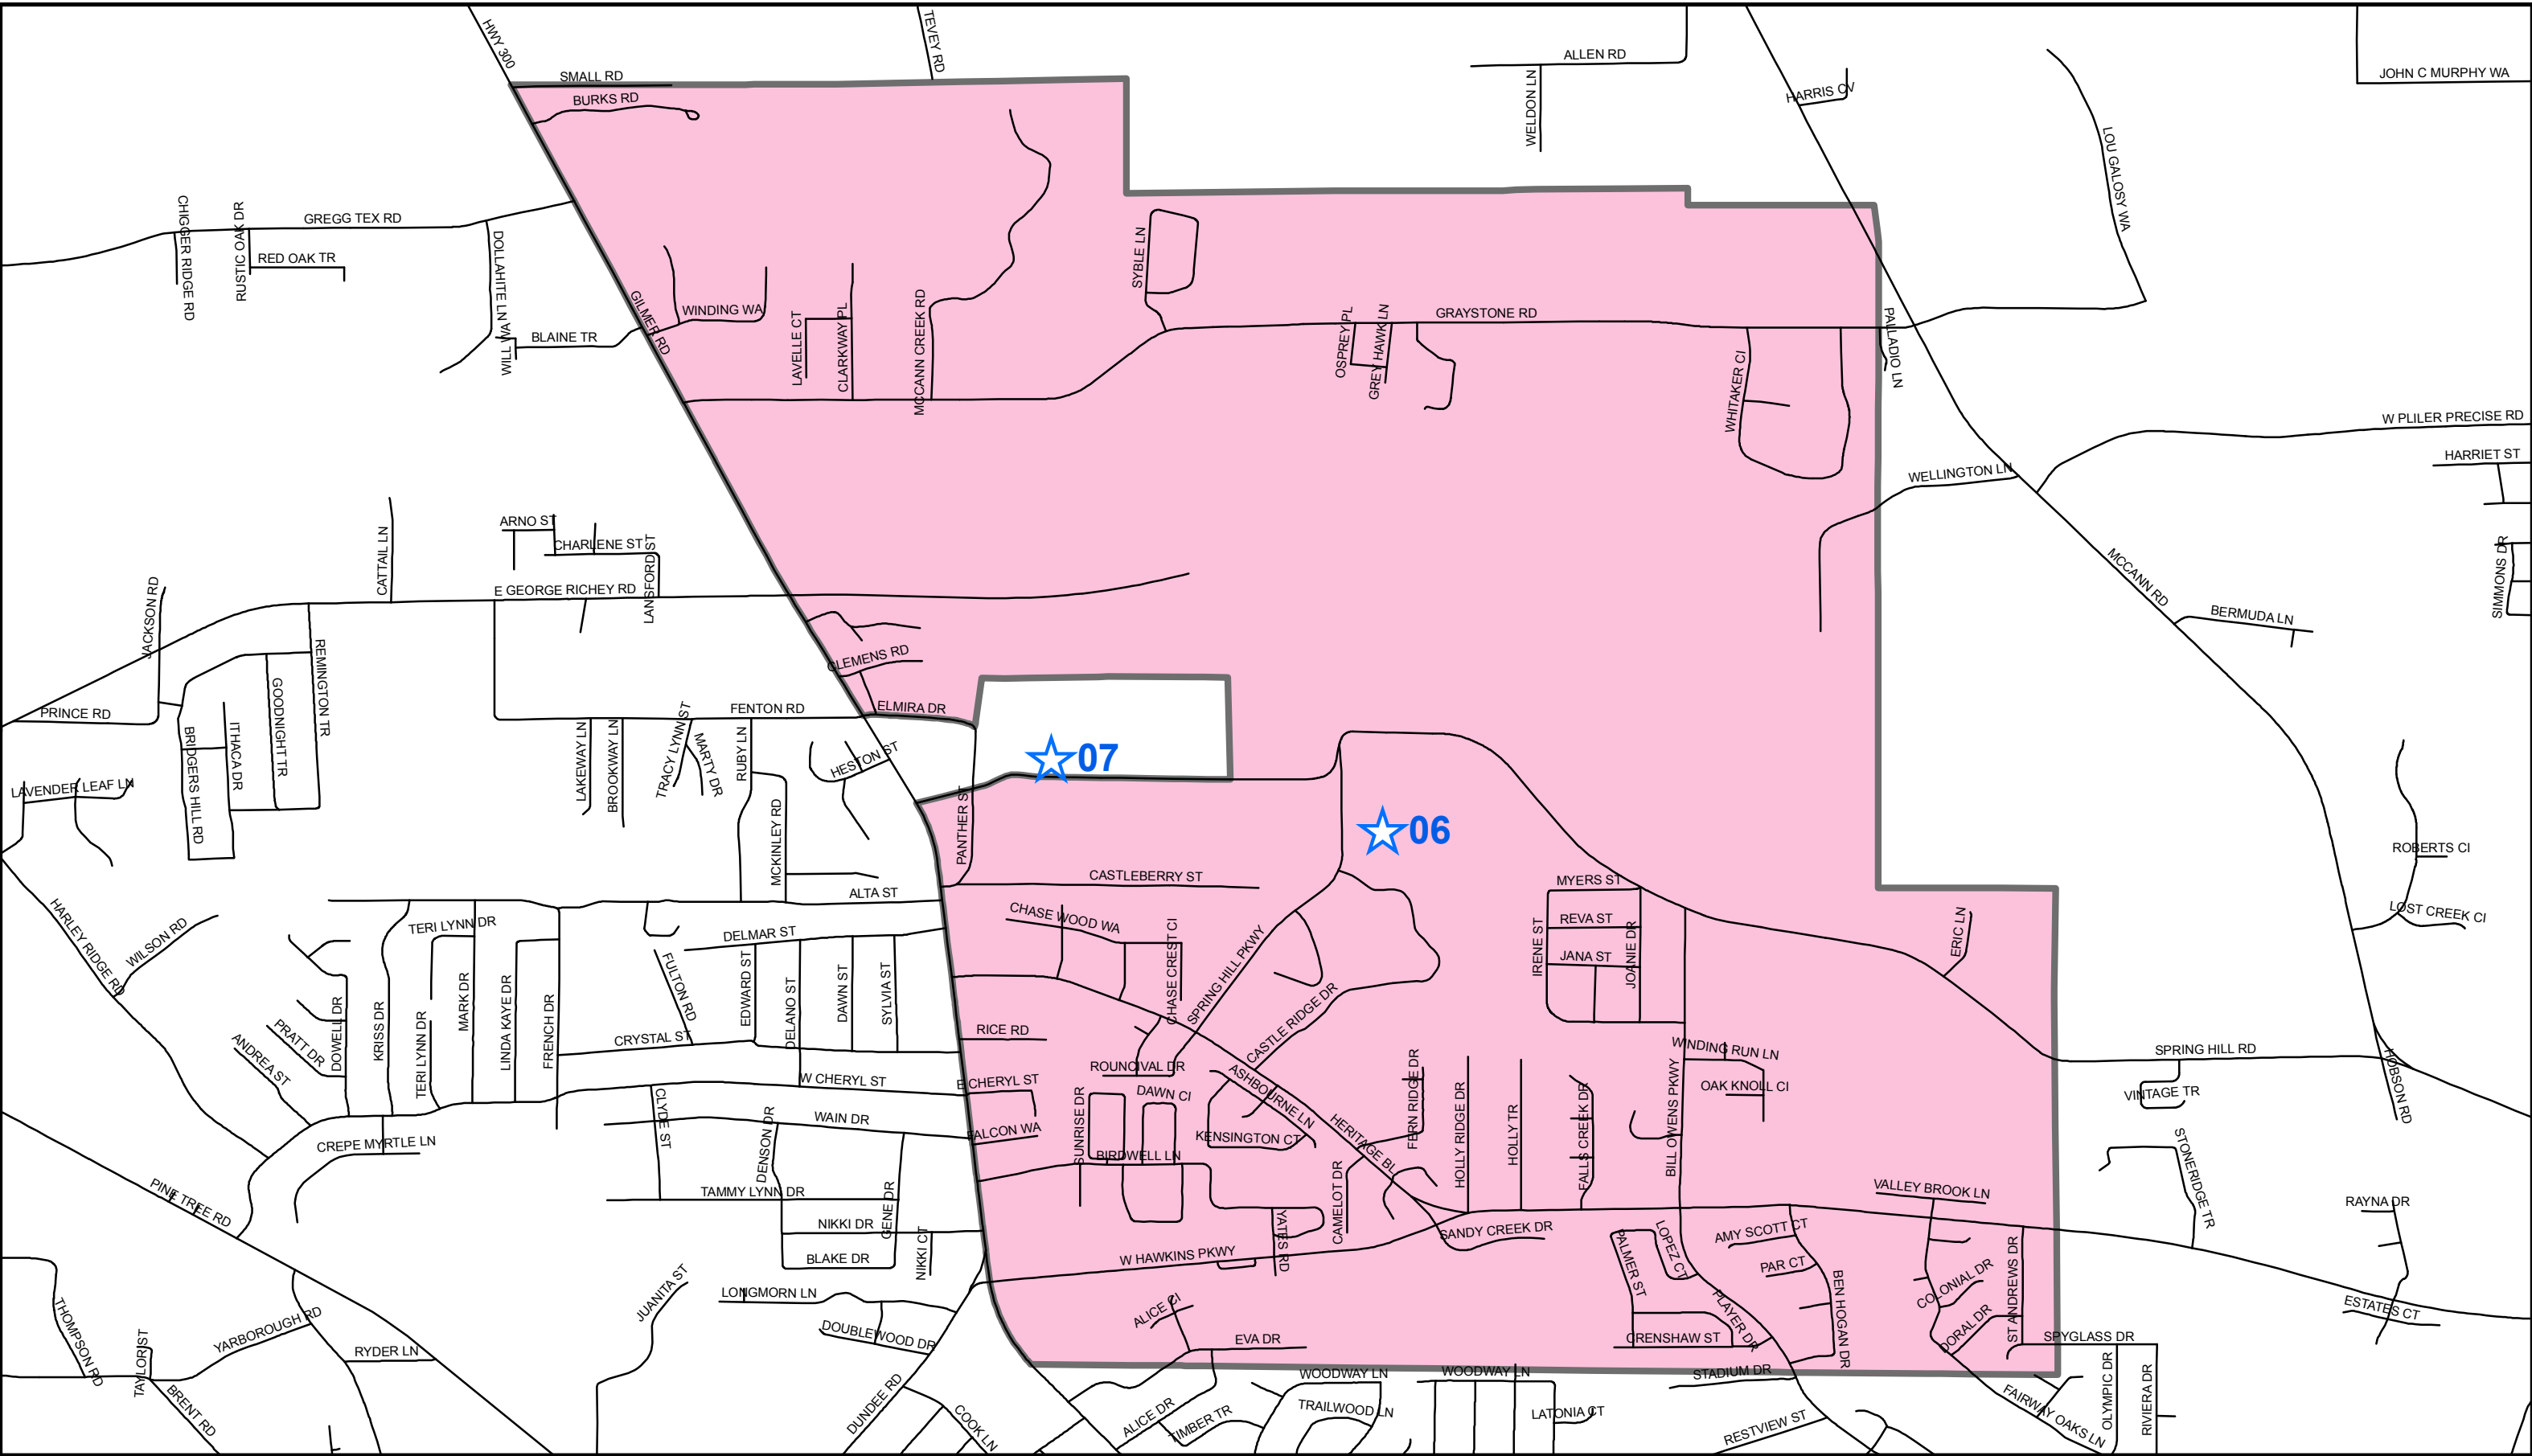 HWY 300
TEVEY RD
ALLEN RD
WELDON LN
HARRIS CV
JOHN C MURPHY WA
SMALL RD
BURKS RD
LOU GALOSY WA
CHIGGER RIDGE RD
RUSTIC OAK DR
GREGG TEX RD
RED OAK TR
DOLLAHITE LN
WILL WA
BLAINE TR
GILMER RD
WINDING WA
LAVELLE CT
CLARKWAY PL
MCCANN CREEK RD
SYBLE LN
OSPREY PL
GREY HAWK LN
GRAYSTONE RD
WHITAKER CI
PALLADIO LN
W PLILER PRECISE RD
HARRIET ST
WELLINGTON LN
MCCANN RD
SIMMONS DR
BERMUDA LN
CATTAIL LN
ARNO ST
CHARLENE ST
LANSFORD ST
E GEORGE RICHEY RD
JACKSON RD
REMINGTON TR
GOODNIGHT TR
ITHACA DR
BRIDGERS HILL RD
PRINCE RD
LAVENDER LEAF LN
CLEMENS RD
ELMIRA DR
FENTON RD
LAKEWAY LN
BROOKWAY LN
TRACY LYNN ST
MARTY DR
RUBY LN
HESTON ST
MCKINLEY RD
PANTHER ST
07
06
ROBERTS CI
LOST CREEK CI
CASTLEBERRY ST
ALTA ST
HARLEY RIDGE RD
WILSON RD
TERI LYNN DR
DELMAR ST
CHASE WOOD WA
CHASE CREST CI
SPRING HILL PKWY
CASTLE RIDGE DR
MYERS ST
REVA ST
JANA ST
IRENE ST
JOANIE DR
ERIC LN
FULTON RD
EDWARD ST
DELANO ST
DAWN ST
SYLVIA ST
DOWELL DR
KRISS DR
TERI LYNN DR
MARK DR
LINDA KAYE DR
FRENCH DR
PRATT DR
ANDREA ST
CRYSTAL ST
RICE RD
ROUNCIVAL DR
WINDING RUN LN
OAK KNOLL CI
SPRING HILL RD
HOBSON RD
VINTAGE TR
W CHERYL ST
E CHERYL ST
DAWN CI
ASHBOURNE LN
SUNRISE DR
KENSINGTON CT
HERITAGE BL
FERN RIDGE DR
HOLLY RIDGE DR
HOLLY TR
FALLS CREEK DR
BILL OWENS PKWY
CLYDE ST
WAIN DR
DENSON DR
FALCON WA
BIRDWELL LN
CREPE MYRTLE LN
PINE TREE RD
TAMMY LYNN DR
GENE DR
NIKKI DR
NIKKI CT
BLAKE DR
YATES RD
CAMELOT DR
W HAWKINS PKWY
SANDY CREEK DR
VALLEY BROOK LN
STONERIDGE TR
RAYNA DR
PALMER ST
LOPEZ CT
AMY SCOTT CT
PAR CT
PLAYER DR
BEN HOGAN DR
COLONIAL DR
DORAL DR
ST ANDREWS DR
ESTATES CT
LONGMORN LN
JUANITA ST
DOUBLEWOOD DR
ALICE CI
EVA DR
CRENSHAW ST
SPYGLASS DR
THOMPSON RD
TAYLOR ST
YARBOROUGH RD
RYDER LN
BRENT RD
DUNDEE RD
COOK LN
ALICE DR
TIMBER TR
WOODWAY LN
WOODWAY LN
TRAILWOOD LN
LATONIA CT
STADIUM DR
RESTVIEW ST
FAIRWAY OAKS LN
OLYMPIC DR
RIVIERA DR